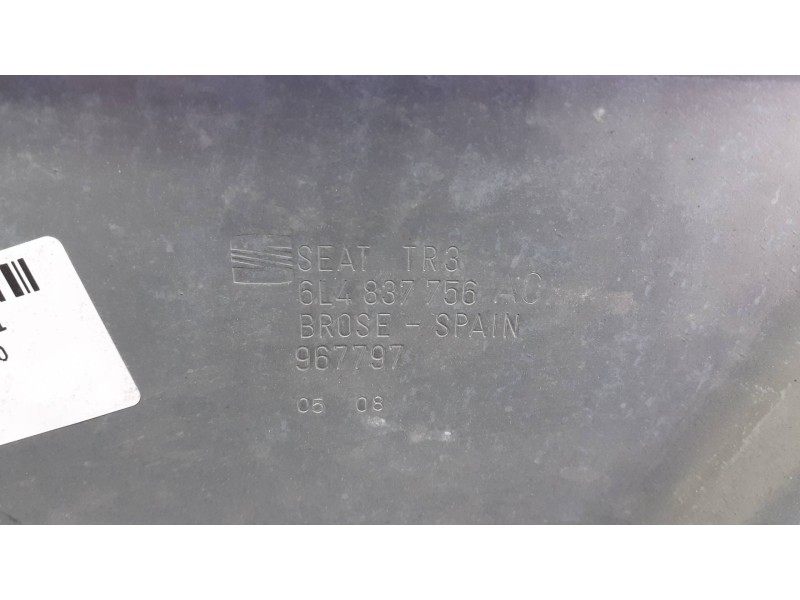 SEAT TR3
6L4 837 756 AC
BROSE - SPAIN
967797
05 08